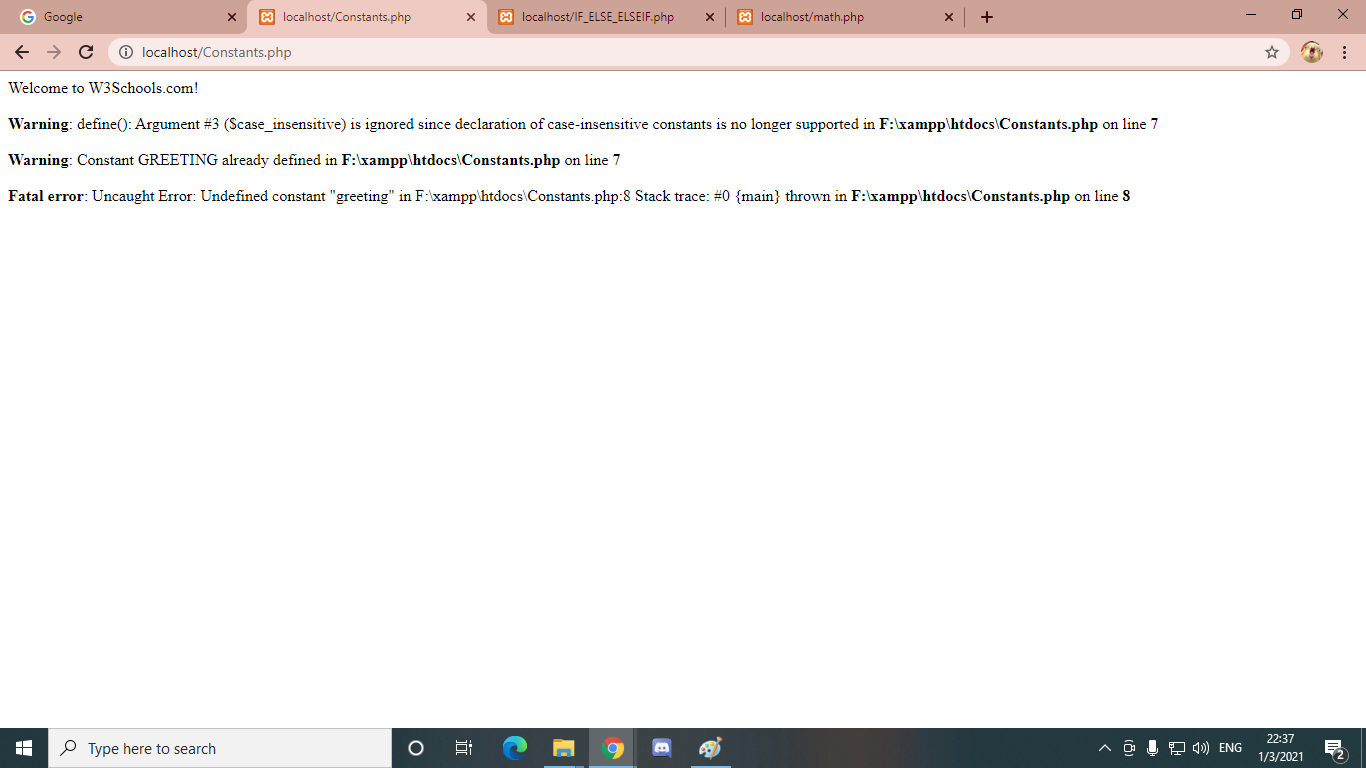 Google
localhost/Constants.php
localhost/IF_ELSE_ELSEIF.php
localhost/math.php
localhost/Constants.php
Welcome to W3Schools.com!
Warning: define(): Argument #3 ($case_insensitive) is ignored since declaration of case-insensitive constants is no longer supported in F:\xampp\htdocs\Constants.php on line 7
Warning: Constant GREETING already defined in F:\xampp\htdocs\Constants.php on line 7
Fatal error: Uncaught Error: Undefined constant "greeting" in F:\xampp\htdocs\Constants.php:8 Stack trace: #0 {main} thrown in F:\xampp\htdocs\Constants.php on line 8
Type here to search
ENG
22:37
1/3/2021
2